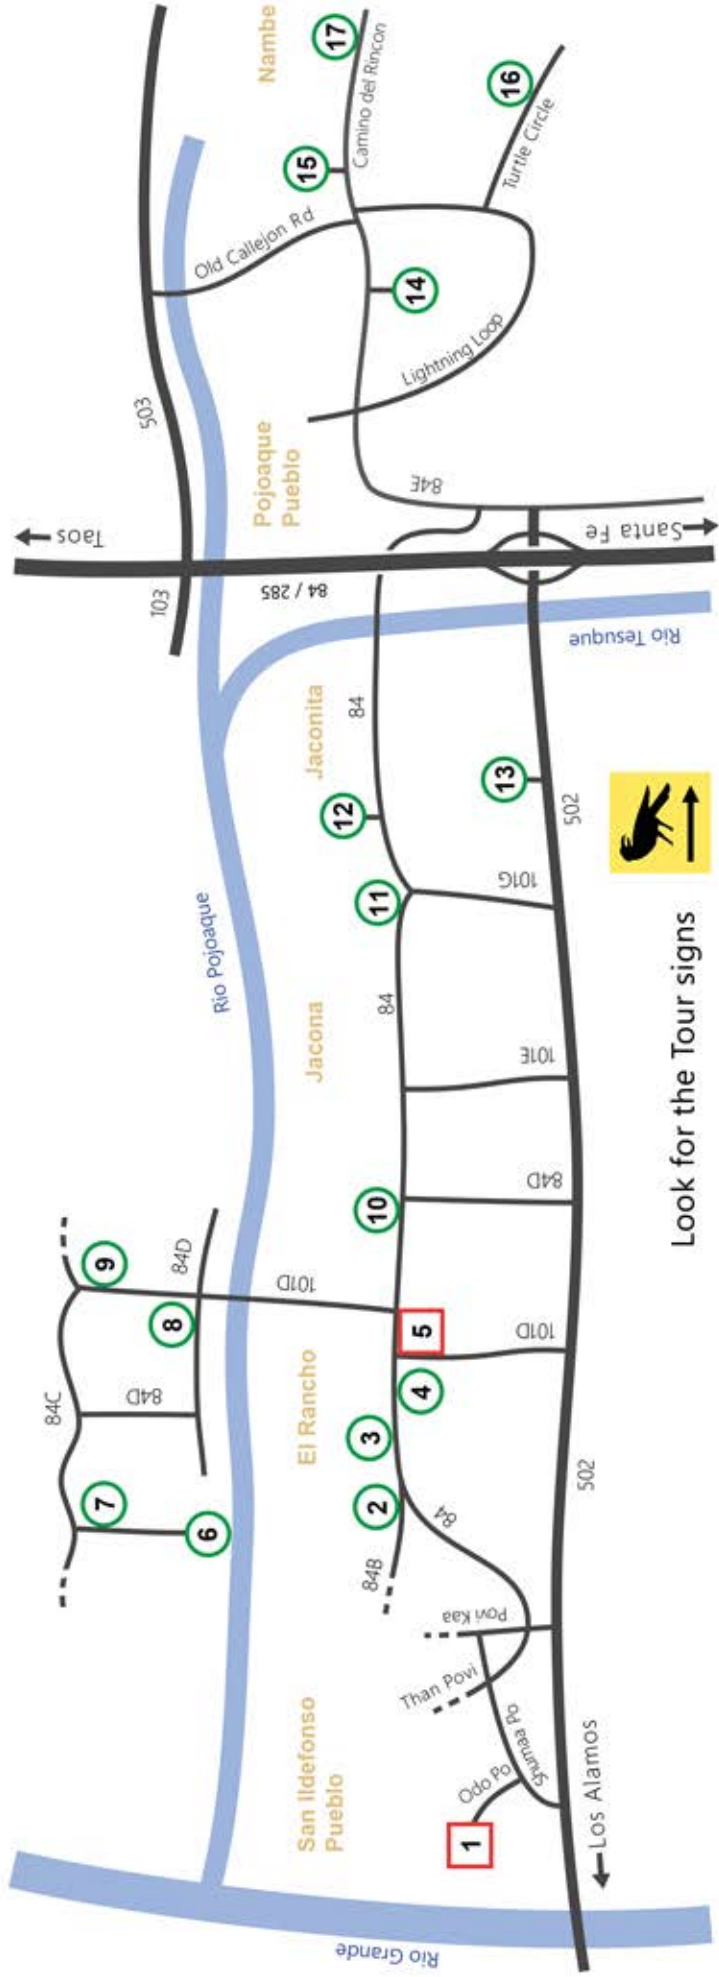 Nambe
17
Camino del Rincon
16
15
Turtle Circle
Old Callejon Rd
14
Lightning Loop
503
Pojoaque
Pueblo
84E
Taos
Santa Fe
103
84 / 285
Rio Tesuque
Jaconita
84
12
13
502
101G
11
Rio Pojoaque
Jacona
84
101E
Look for the Tour signs
84D
10
9
84D
8
101D
5
101D
El Rancho
84C
84D
4
3
7
6
2
84
502
84B
Povi Kaa
Than Povi
San Ildefonso
Pueblo
Shumaa Po
Odo Po
1
Los Alamos
Rio Grande